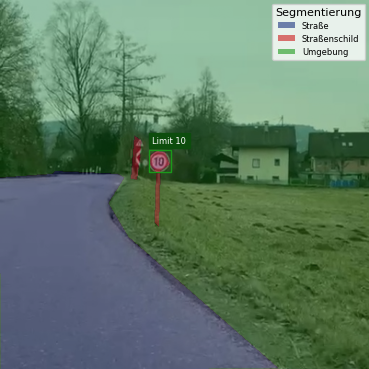 Segmentierung
Straße
Straßenschild
Umgebung
Limit 10
10